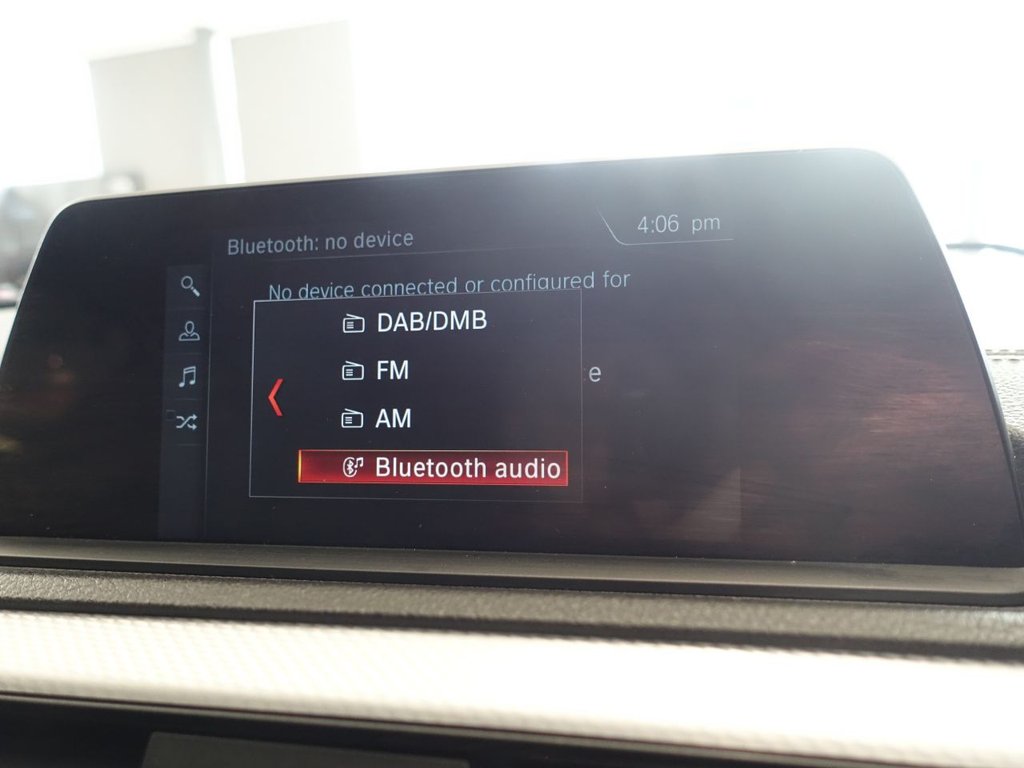 4:06 pm
Bluetooth: no device
No device connected or configured for
DAB/DMB
FM
e
AM
Bluetooth audio